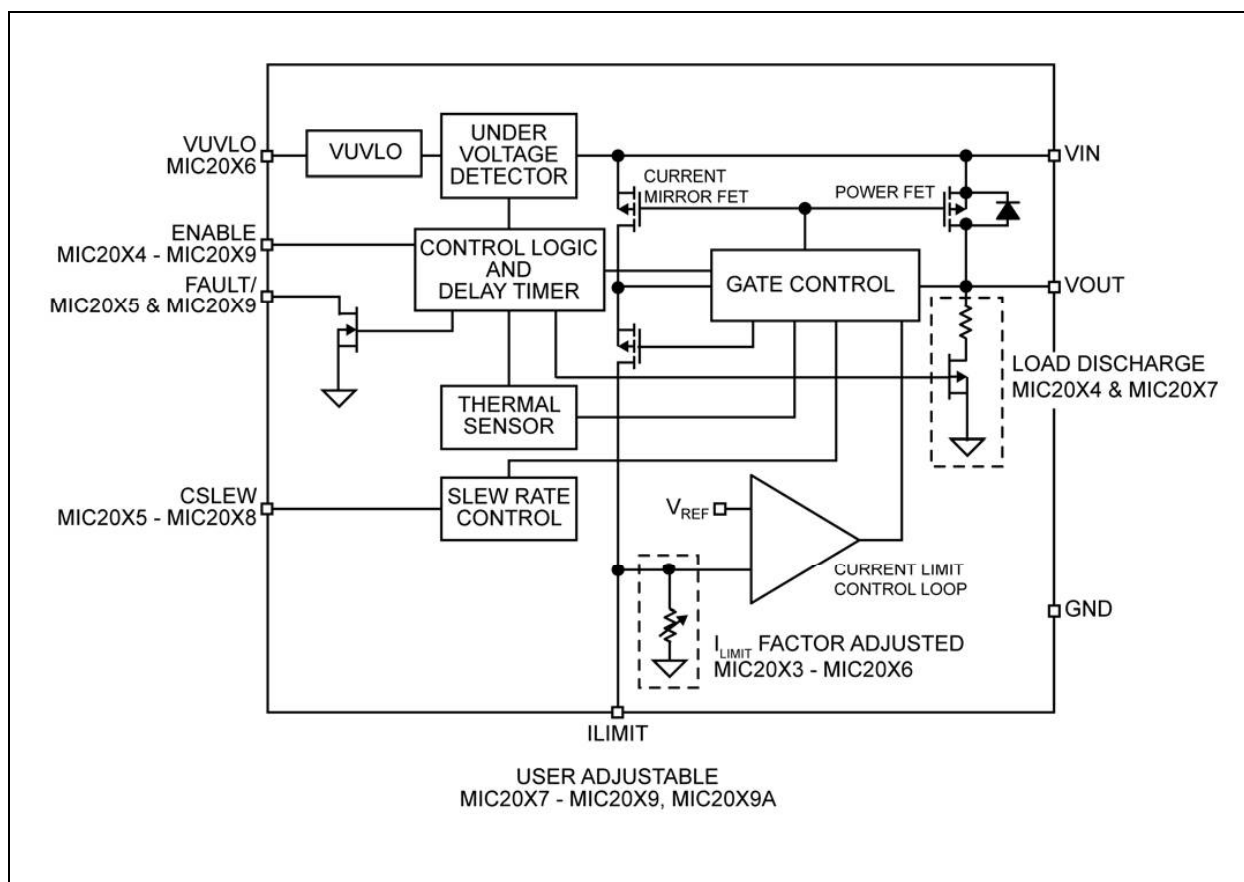 VUVLO
MIC20X6
VUVLO
UNDER
VOLTAGE
DETECTOR
CURRENT
MIRROR FET
POWER FET
VIN
ENABLE
MIC20X4 - MIC20X9
FAULT/
MIC20X5 & MIC20X9
CONTROL LOGIC
AND
DELAY TIMER
GATE CONTROL
VOUT
LOAD DISCHARGE
MIC20X4 & MIC20X7
THERMAL
SENSOR
CSLEW
MIC20X5 - MIC20X8
SLEW RATE
CONTROL
VREF
CURRENT LIMIT
CONTROL LOOP
GND
ILIMIT FACTOR ADJUSTED
MIC20X3 - MIC20X6
ILIMIT
USER ADJUSTABLE
MIC20X7 - MIC20X9, MIC20X9A